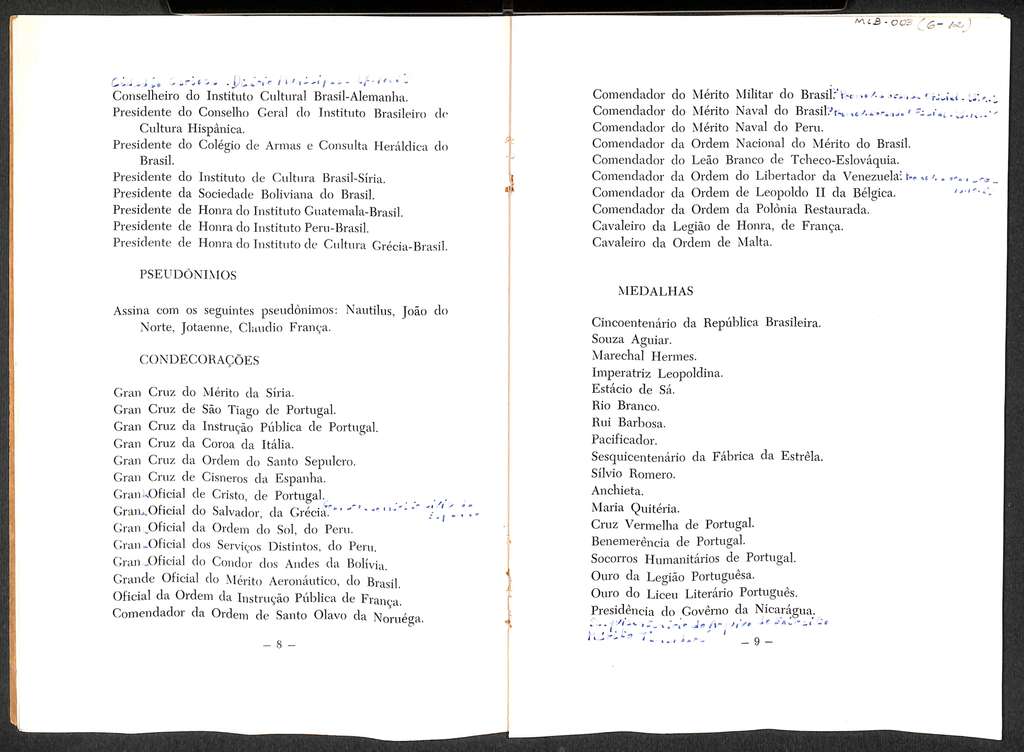 MLB-003 (6-12)
Conselheiro do Instituto Cultural Brasil-Alemanha.
Presidente do Conselho Geral do Instituto Brasileiro de
Cultura Hispânica.
Presidente do Colégio de Armas e Consulta Heráldica do
Brasil.
Presidente do Instituto de Cultura Brasil-Síria.
Presidente da Sociedade Boliviana do Brasil.
Presidente de Honra do Instituto Guatemala-Brasil.
Presidente de Honra do Instituto Peru-Brasil.
Presidente de Honra do Instituto de Cultura Grécia-Brasil.
PSEUDÔNIMOS
Assina com os seguintes pseudônimos: Nautilus, João do
Norte, Jotaenne, Claudio França.
CONDECORAÇÕES
Gran Cruz do Mérito da Síria.
Gran Cruz de São Tiago de Portugal.
Gran Cruz da Instrução Pública de Portugal.
Gran Cruz da Coroa da Itália.
Gran Cruz da Ordem do Santo Sepulcro.
Gran Cruz de Cisneros da Espanha.
Gran Oficial de Cristo, de Portugal.
Gran Oficial do Salvador, da Grécia.
Gran Oficial da Ordem do Sol, do Peru.
Gran Oficial dos Serviços Distintos, do Peru.
Gran Oficial do Condor dos Andes da Bolívia.
Grande Oficial do Mérito Aeronáutico, do Brasil.
Oficial da Ordem da Instrução Pública de França.
Comendador da Ordem de Santo Olavo da Noruéga.
— 8 —
Comendador do Mérito Militar do Brasil.
Comendador do Mérito Naval do Brasil.
Comendador do Mérito Naval do Peru.
Comendador da Ordem Nacional do Mérito do Brasil.
Comendador do Leão Branco de Tcheco-Eslováquia.
Comendador da Ordem do Libertador da Venezuela.
Comendador da Ordem de Leopoldo II da Bélgica.
Comendador da Ordem da Polônia Restaurada.
Cavaleiro da Legião de Honra, de França.
Cavaleiro da Ordem de Malta.
MEDALHAS
Cincoentenário da República Brasileira.
Souza Aguiar.
Marechal Hermes.
Imperatriz Leopoldina.
Estácio de Sá.
Rio Branco.
Rui Barbosa.
Pacificador.
Sesquicentenário da Fábrica da Estrêla.
Sílvio Romero.
Anchieta.
Maria Quitéria.
Cruz Vermelha de Portugal.
Benemerência de Portugal.
Socorros Humanitários de Portugal.
Ouro da Legião Portuguêsa.
Ouro do Liceu Literário Português.
Presidência do Govêrno da Nicarágua.
— 9 —